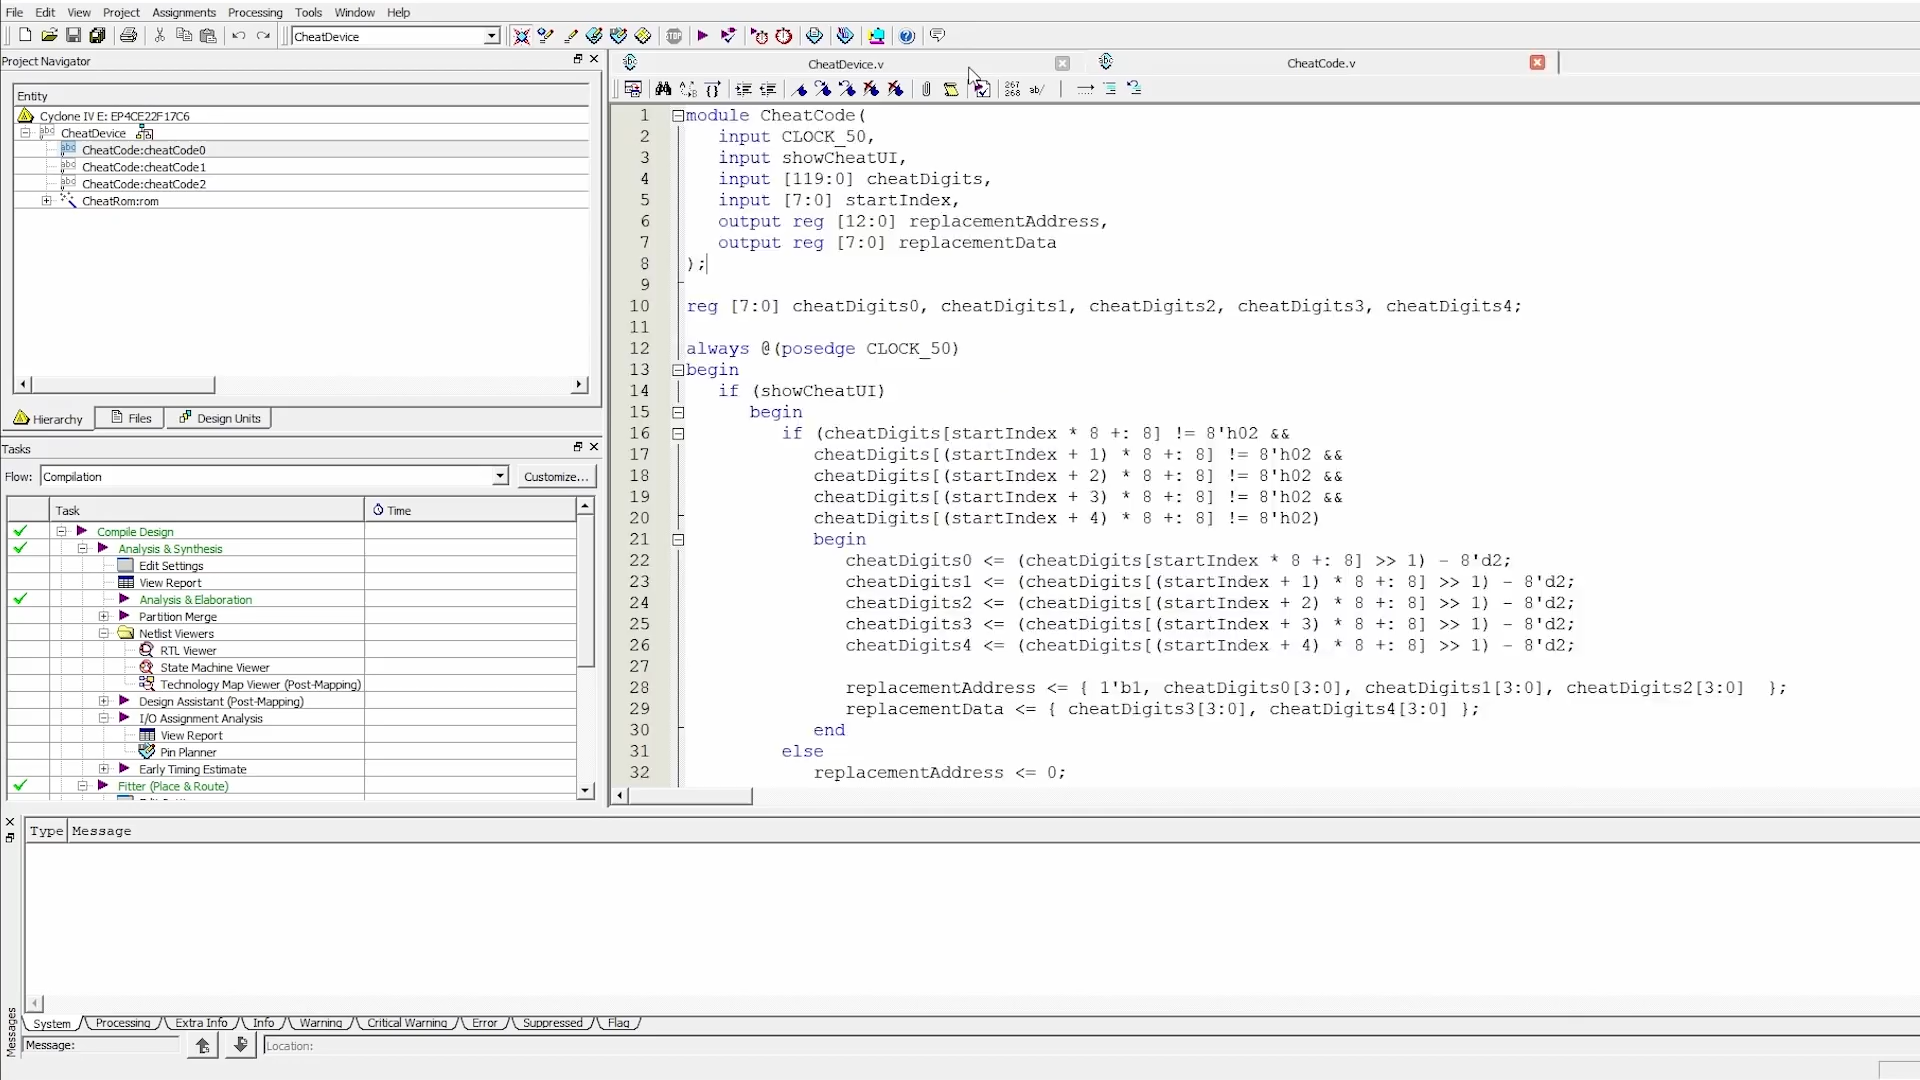 File Edit View Project Assignments Processing Tools Window Help
CheatDevice
Project Navigator
Entity
Cyclone IV E: EP4CE22F17C6
CheatDevice
CheatCode:cheatCode0
CheatCode:cheatCode1
CheatCode:cheatCode2
CheatRom:rom
Hierarchy Files Design Units
Tasks
Flow: Compilation Customize...
Task Time
Compile Design
Analysis & Synthesis
Edit Settings
View Report
Analysis & Elaboration
Partition Merge
Netlist Viewers
RTL Viewer
State Machine Viewer
Technology Map Viewer (Post-Mapping)
Design Assistant (Post-Mapping)
I/O Assignment Analysis
View Report
Pin Planner
Early Timing Estimate
Fitter (Place & Route)
CheatDevice.v CheatCode.v
267
268 ab/
1 module CheatCode(
2 input CLOCK_50,
3 input showCheatUI,
4 input [119:0] cheatDigits,
5 input [7:0] startIndex,
6 output reg [12:0] replacementAddress,
7 output reg [7:0] replacementData
8 );
9
10 reg [7:0] cheatDigits0, cheatDigits1, cheatDigits2, cheatDigits3, cheatDigits4;
11
12 always @(posedge CLOCK_50)
13 begin
14 if (showCheatUI)
15 begin
16 if (cheatDigits[startIndex * 8 +: 8] != 8'h02 &&
17 cheatDigits[(startIndex + 1) * 8 +: 8] != 8'h02 &&
18 cheatDigits[(startIndex + 2) * 8 +: 8] != 8'h02 &&
19 cheatDigits[(startIndex + 3) * 8 +: 8] != 8'h02 &&
20 cheatDigits[(startIndex + 4) * 8 +: 8] != 8'h02)
21 begin
22 cheatDigits0 <= (cheatDigits[startIndex * 8 +: 8] >> 1) - 8'd2;
23 cheatDigits1 <= (cheatDigits[(startIndex + 1) * 8 +: 8] >> 1) - 8'd2;
24 cheatDigits2 <= (cheatDigits[(startIndex + 2) * 8 +: 8] >> 1) - 8'd2;
25 cheatDigits3 <= (cheatDigits[(startIndex + 3) * 8 +: 8] >> 1) - 8'd2;
26 cheatDigits4 <= (cheatDigits[(startIndex + 4) * 8 +: 8] >> 1) - 8'd2;
27
28 replacementAddress <= { 1'b1, cheatDigits0[3:0], cheatDigits1[3:0], cheatDigits2[3:0] };
29 replacementData <= { cheatDigits3[3:0], cheatDigits4[3:0] };
30 end
31 else
32 replacementAddress <= 0;
Type Message
System Processing Extra Info Info Warning Critical Warning Error Suppressed Flag
Messages
Message: Location: